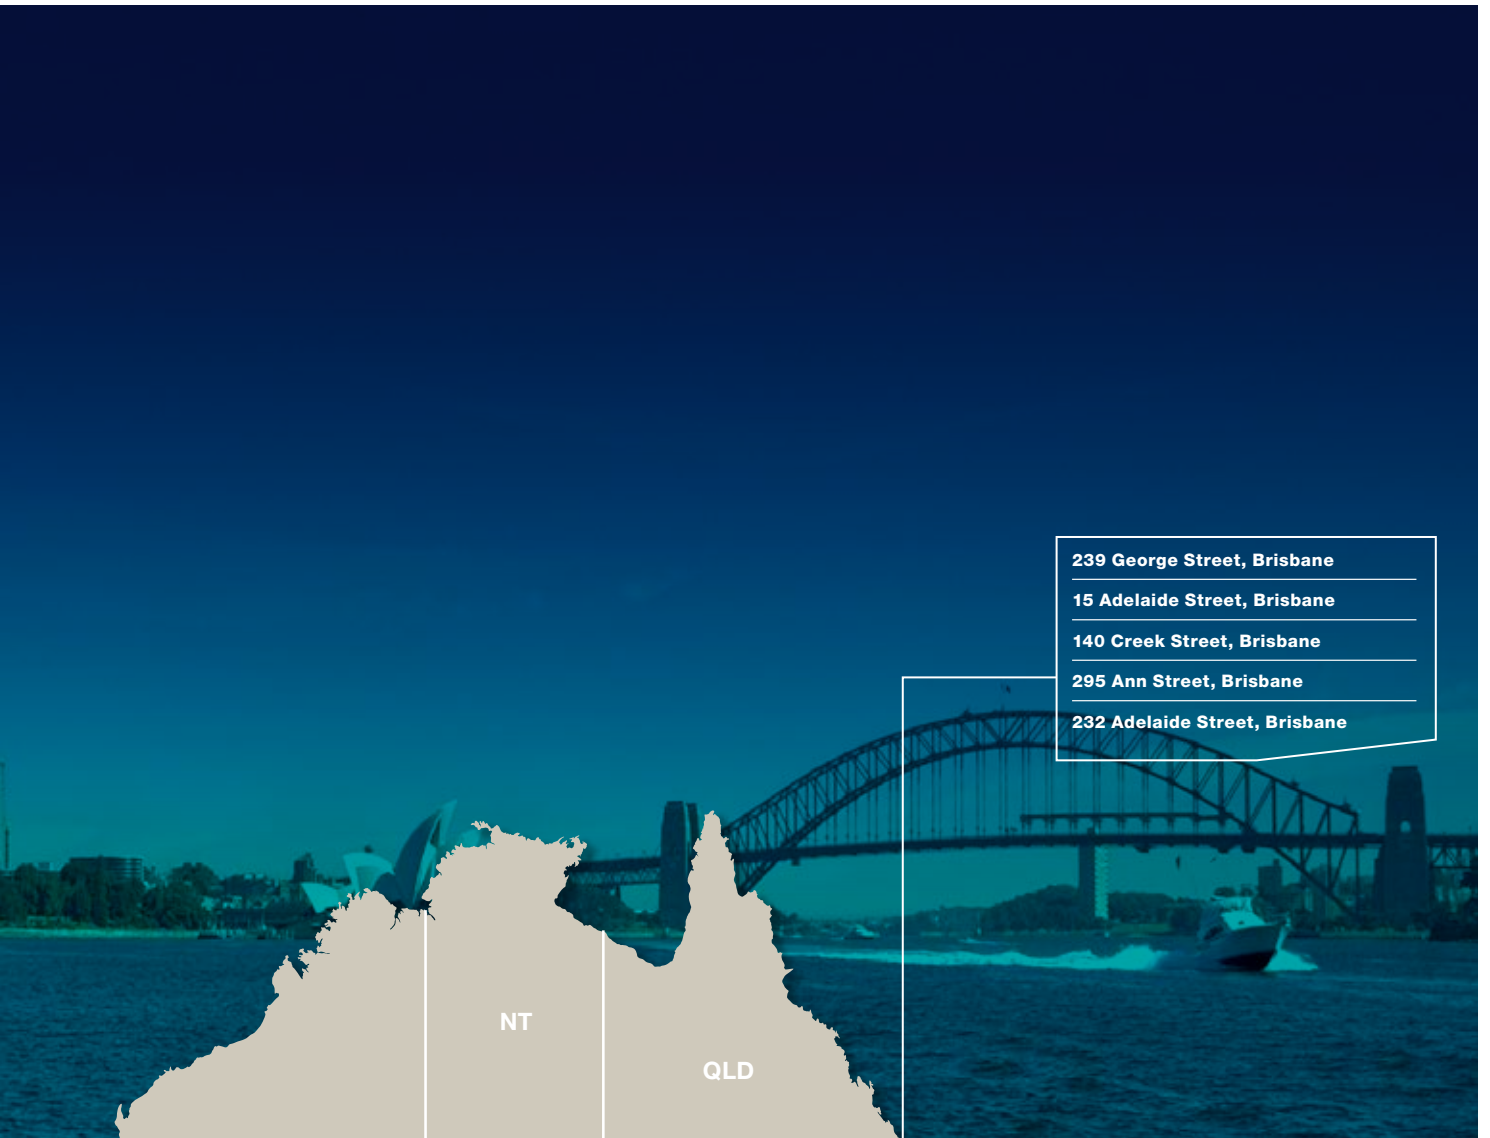 239 George Street, Brisbane
15 Adelaide Street, Brisbane
140 Creek Street, Brisbane
295 Ann Street, Brisbane
232 Adelaide Street, Brisbane
NT
QLD